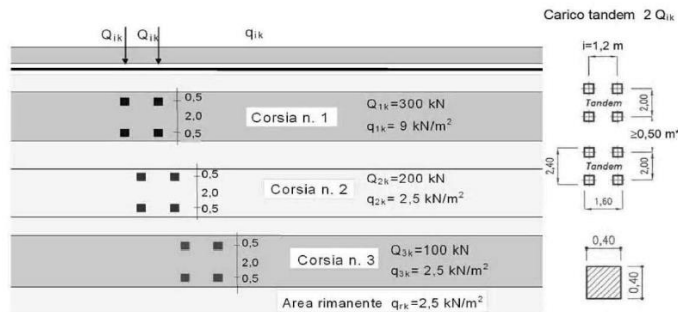 Carico tandem 2 Qik
Qik Qik qik
i=1,2 m
0,5
2,0
0,5
Corsia n. 1
Q1k=300 kN
q1k= 9 kN/m²
Tandem
2,00
≥0,50 m*
0,5
2,0
0,5
Corsia n. 2
Q2k=200 kN
q2k= 2,5 kN/m²
2,40
Tandem
2,00
1,60
0,5
2,0
0,5
Corsia n. 3
Q3k=100 kN
q3k= 2,5 kN/m²
0,40
0,40
Area rimanente qrk=2,5 kN/m²